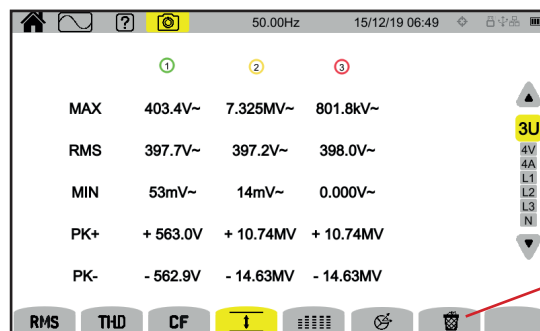 ? 50.00Hz 15/12/19 06:49
1 2 3
MAX 403.4V~ 7.325MV~ 801.8kV~
RMS 397.7V~ 397.2V~ 398.0V~
MIN 53mV~ 14mV~ 0.000V~
PK+ + 563.0V + 10.74MV + 10.74MV
PK- - 562.9V - 14.63MV - 14.63MV
3U
4V
4A
L1
L2
L3
N
RMS THD CF